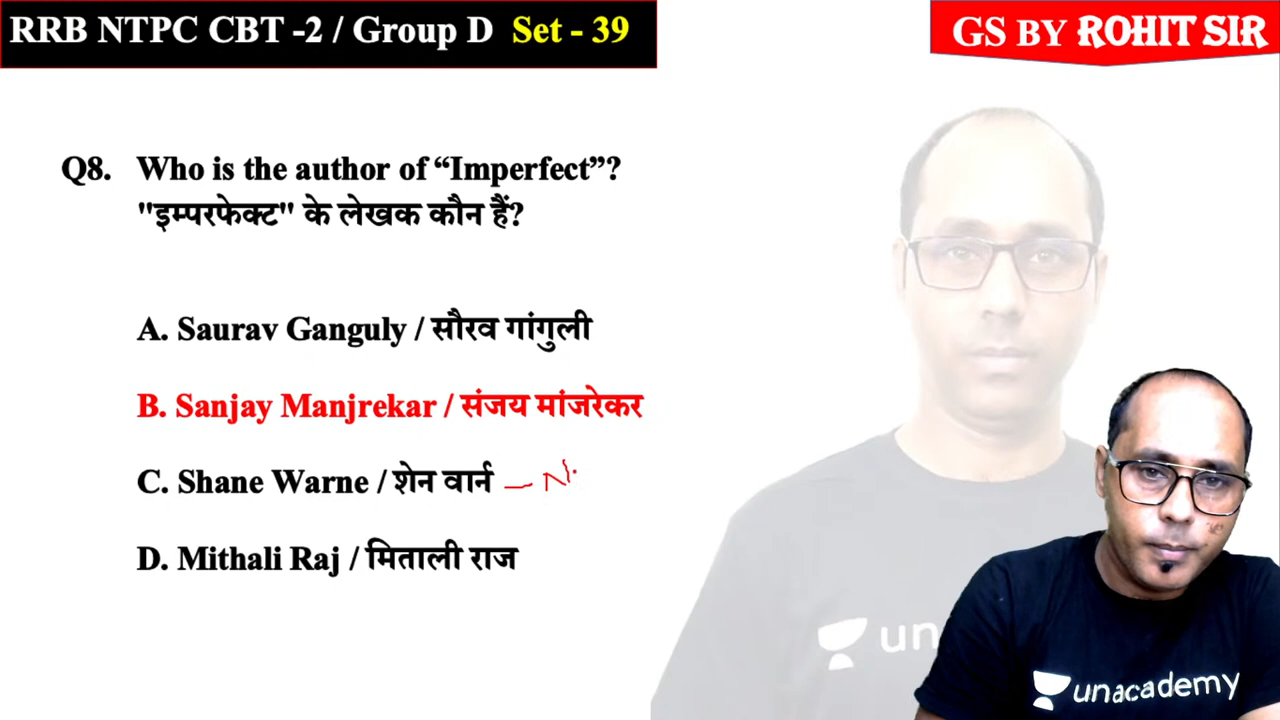 RRB NTPC CBT -2 / Group D Set - 39
GS BY ROHIT SIR
Q8. Who is the author of “Imperfect”?
"इम्परफेक्ट" के लेखक कौन हैं?
A. Saurav Ganguly / सौरव गांगुली
B. Sanjay Manjrekar / संजय मांजरेकर
C. Shane Warne / शेन वार्न
D. Mithali Raj / मिताली राज
un
unacademy